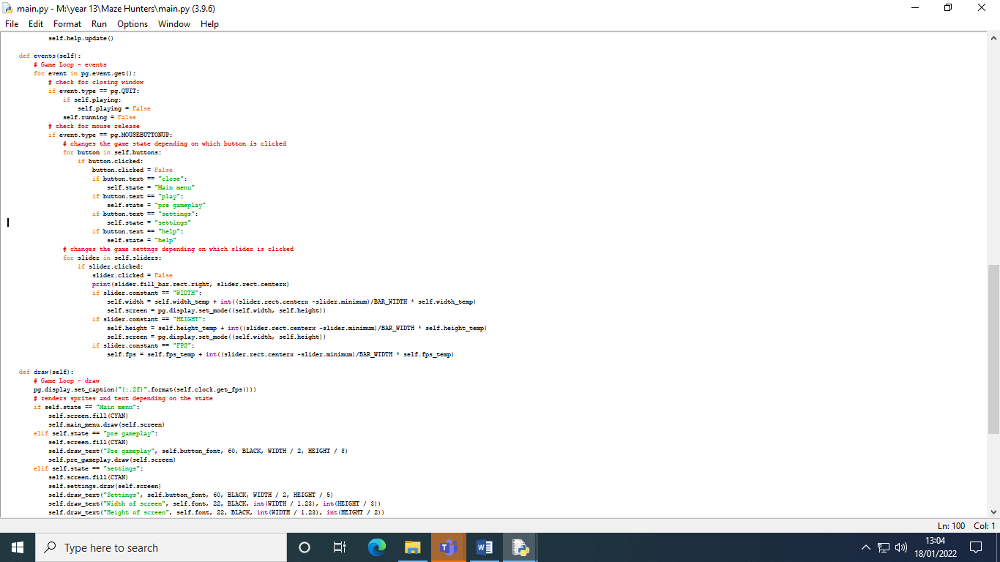 main.py - M:\year 13\Maze Hunters\main.py (3.9.6)
File Edit Format Run Options Window Help
self.help.update()
def events(self):
# Game Loop - events
for event in pg.event.get():
# check for closing window
if event.type == pg.QUIT:
if self.playing:
self.playing = False
self.running = False
# check for mouse release
if event.type == pg.MOUSEBUTTONUP:
# changes the game state depending on which button is clicked
for button in self.buttons:
if button.clicked:
button.clicked = False
if button.text == "close":
self.state = "Main menu"
if button.text == "play":
self.state = "pre gameplay"
if button.text == "settings":
self.state = "settings"
if button.text == "help":
self.state = "help"
# changes the game settngs depending on which slider is clicked
for slider in self.sliders:
if slider.clicked:
slider.clicked = False
print(slider.fill_bar.rect.right, slider.rect.centerx)
if slider.constant == "WIDTH":
self.width = self.width_temp + int((slider.rect.centerx -slider.minimum)/BAR_WIDTH * self.width_temp)
self.screen = pg.display.set_mode((self.width, self.height))
if slider.constant == "HEIGHT":
self.height = self.height_temp + int((slider.rect.centerx -slider.minimum)/BAR_WIDTH * self.height_temp)
self.screen = pg.display.set_mode((self.width, self.height))
if slider.constant == "FPS":
self.fps = self.fps_temp + int((slider.rect.centerx -slider.minimum)/BAR_WIDTH * self.fps_temp)
def draw(self):
# Game Loop - draw
pg.display.set_caption("{:.2f}".format(self.clock.get_fps()))
# renders sprites and text depending on the state
if self.state == "Main menu":
self.screen.fill(CYAN)
self.main_menu.draw(self.screen)
elif self.state == "pre gameplay":
self.screen.fill(CYAN)
self.draw_text("Pre gameplay", self.button_font, 60, BLACK, WIDTH / 2, HEIGHT / 8)
self.pre_gameplay.draw(self.screen)
elif self.state == "settings":
self.screen.fill(CYAN)
self.settings.draw(self.screen)
self.draw_text("Settings", self.button_font, 60, BLACK, WIDTH / 2, HEIGHT / 5)
self.draw_text("Width of screen", self.font, 22, BLACK, int(WIDTH / 1.23), int(HEIGHT / 3))
self.draw_text("Height of screen", self.font, 22, BLACK, int(WIDTH / 1.23), int(HEIGHT / 2))
Ln: 100 Col: 1
Type here to search
13:04
18/01/2022